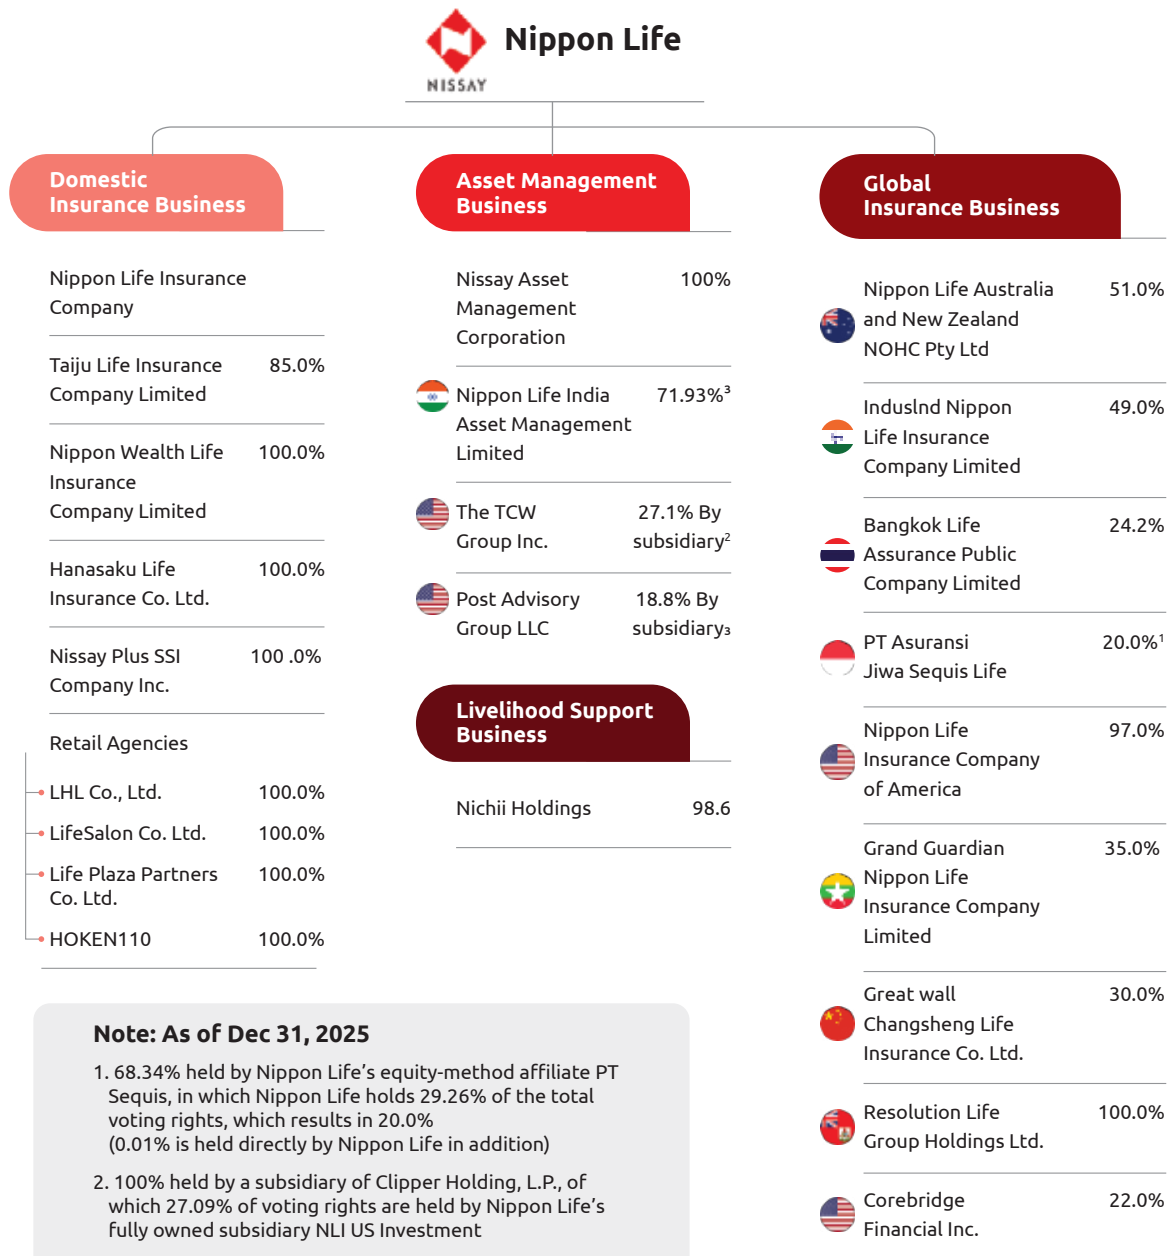 NISSAY
Nippon Life
Domestic
Insurance Business
Nippon Life Insurance
Company
Taiju Life Insurance 85.0%
Company Limited
Nippon Wealth Life 100.0%
Insurance
Company Limited
Hanasaku Life 100.0%
Insurance Co. Ltd.
Nissay Plus SSI 100 .0%
Company Inc.
Retail Agencies
LHL Co., Ltd. 100.0%
LifeSalon Co. Ltd. 100.0%
Life Plaza Partners 100.0%
Co. Ltd.
HOKEN110 100.0%
Asset Management
Business
Nissay Asset 100%
Management
Corporation
Nippon Life India 71.93%³
Asset Management
Limited
The TCW 27.1% By
Group Inc. subsidiary²
Post Advisory 18.8% By
Group LLC subsidiary₃
Livelihood Support
Business
Nichii Holdings 98.6
Global
Insurance Business
Nippon Life Australia 51.0%
and New Zealand
NOHC Pty Ltd
Induslnd Nippon 49.0%
Life Insurance
Company Limited
Bangkok Life 24.2%
Assurance Public
Company Limited
PT Asuransi 20.0%¹
Jiwa Sequis Life
Nippon Life 97.0%
Insurance Company
of America
Grand Guardian 35.0%
Nippon Life
Insurance Company
Limited
Great wall 30.0%
Changsheng Life
Insurance Co. Ltd.
Resolution Life 100.0%
Group Holdings Ltd.
Corebridge 22.0%
Financial Inc.
Note: As of Dec 31, 2025
1. 68.34% held by Nippon Life’s equity-method affiliate PT
Sequis, in which Nippon Life holds 29.26% of the total
voting rights, which results in 20.0%
(0.01% is held directly by Nippon Life in addition)
2. 100% held by a subsidiary of Clipper Holding, L.P., of
which 27.09% of voting rights are held by Nippon Life’s
fully owned subsidiary NLI US Investment